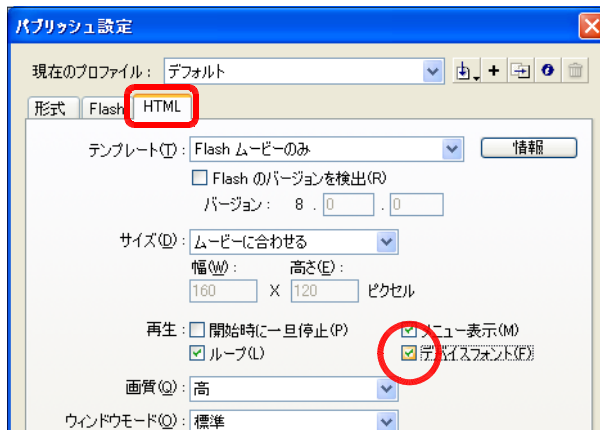 パブリッシュ設定
現在のプロファイル： デフォルト
形式 Flash HTML
テンプレート(T)： Flash ムービーのみ 情報
Flash のバージョンを検出(R)
バージョン： 8 . 0 . 0
サイズ(D)： ムービーに合わせる
幅(W)： 高さ(E)：
160 X 120 ピクセル
再生： 開始時に一旦停止(P) メニュー表示(M)
ループ(L) デバイスフォント(F)
画質(Q)： 高
ウィンドウモード(O)： 標準